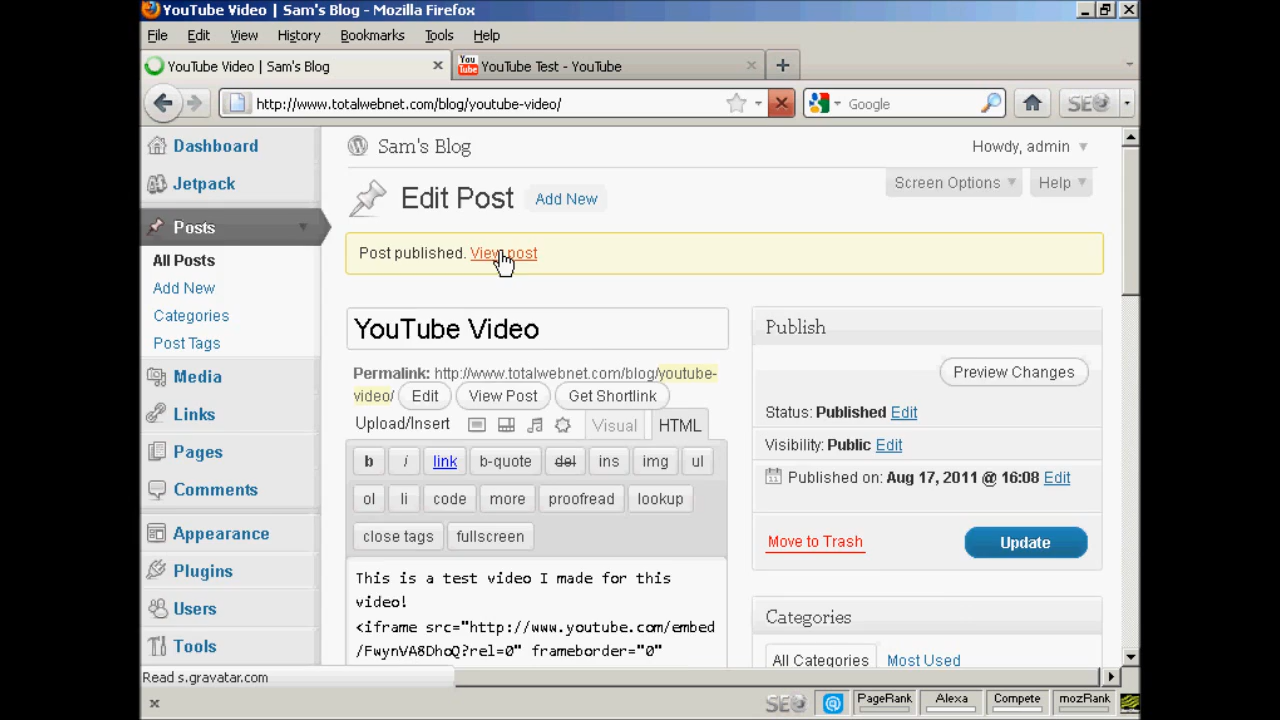 YouTube Video | Sam's Blog - Mozilla Firefox
File Edit View History Bookmarks Tools Help
YouTube Video | Sam's Blog
You Tube YouTube Test - YouTube
http://www.totalwebnet.com/blog/youtube-video/
Google
SEO
Dashboard
Jetpack
Posts
All Posts
Add New
Categories
Post Tags
Media
Links
Pages
Comments
Appearance
Plugins
Users
Tools
Sam's Blog
Howdy, admin
Screen Options Help
Edit Post Add New
Post published. View post
YouTube Video
Permalink: http://www.totalwebnet.com/blog/youtube-
video/ Edit View Post Get Shortlink
Upload/Insert Visual HTML
b i link b-quote del ins img ul
ol li code more proofread lookup
close tags fullscreen
This is a test video I made for this
video!
<iframe src="http://www.youtube.com/embed
/FwynVA8DhoQ?rel=0" frameborder="0"
Publish
Preview Changes
Status: Published Edit
Visibility: Public Edit
Published on: Aug 17, 2011 @ 16:08 Edit
Move to Trash Update
Categories
All Categories Most Used
Read s.gravatar.com
SEO PageRank Alexa Compete mozRank